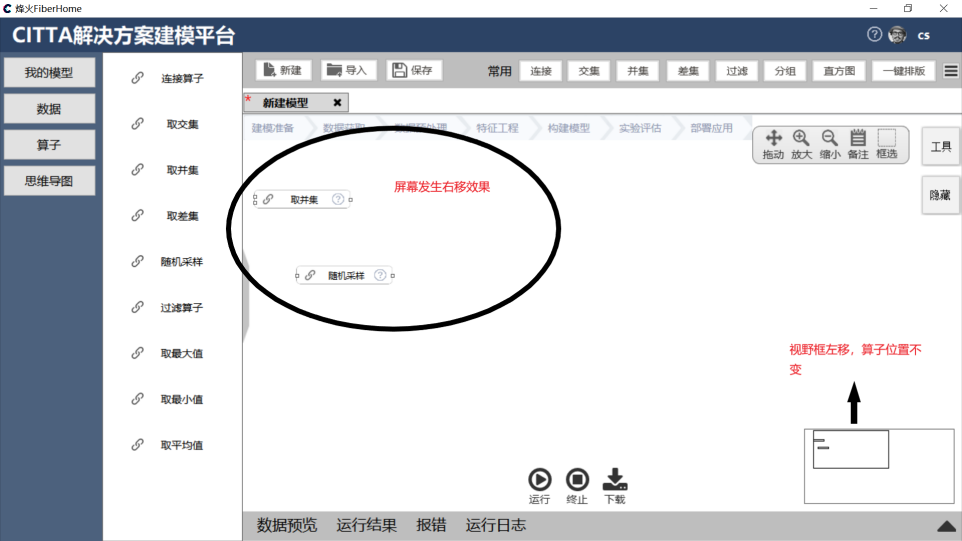 烽火FiberHome
CITTA解决方案建模平台
? cs
我的模型
数据
算子
思维导图
连接算子
取交集
取并集
取差集
随机采样
过滤算子
取最大值
取最小值
取平均值
新建 导入 保存 常用 连接 交集 并集 差集 过滤 分组 直方图 一键排版
* 新建模型
建模准备 数据获取 数据预处理 特征工程 构建模型 实验评估 部署应用
拖动 放大 缩小 备注 框选
工具
隐藏
屏幕发生右移效果
取并集 ?
随机采样 ?
视野框左移，算子位置不
变
运行 终止 下载
数据预览 运行结果 报错 运行日志